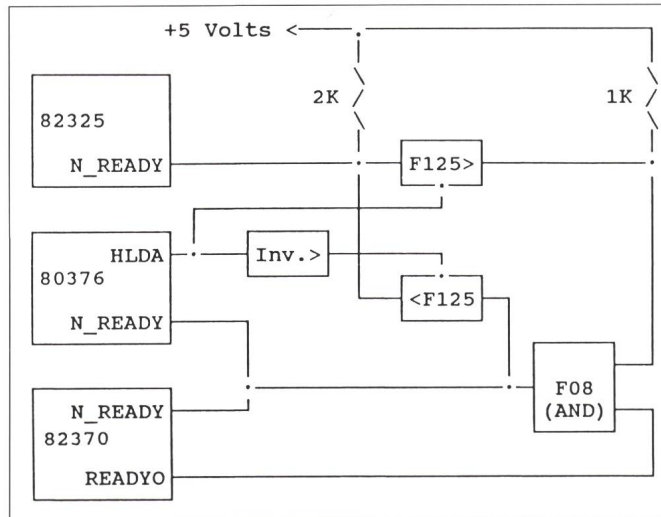 +5 Volts <
2K
1K
82325
N_READY
F125>
HLDA
Inv.>
80376
<F125
N_READY
F08
(AND)
N_READY
82370
READYO